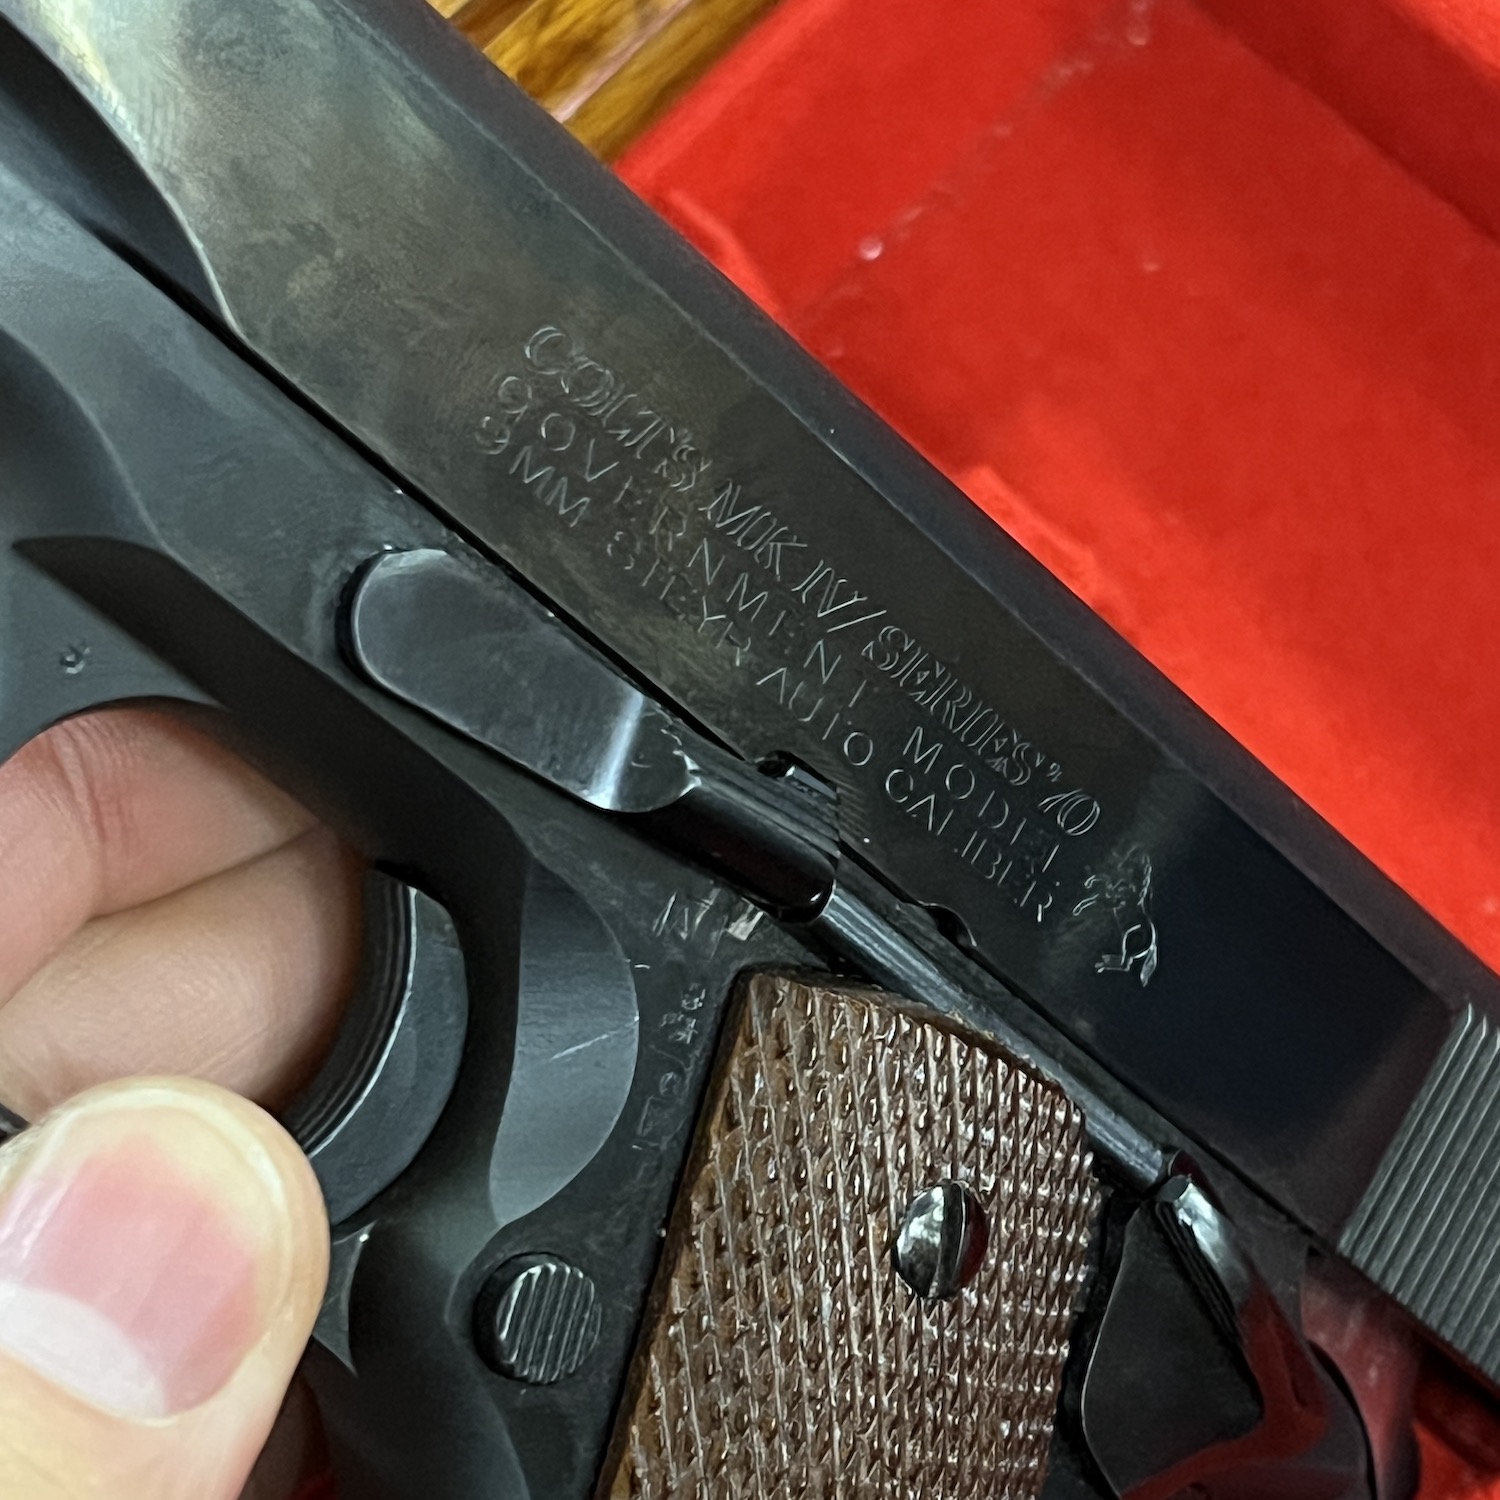 COLT'S MK IV/SERIES'70
GOVERNMENT MODEL
9MM STEYR AUTO CALIBER